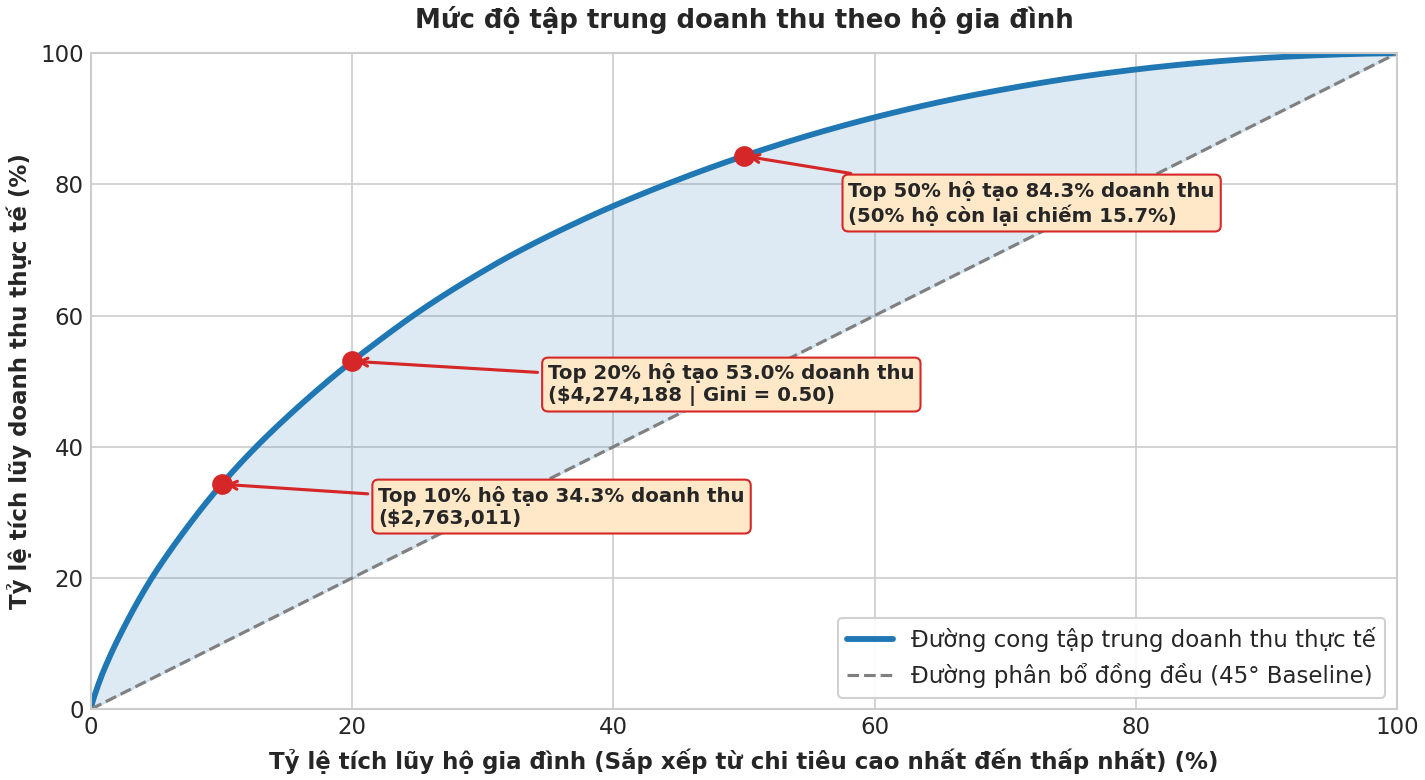 Mức độ tập trung doanh thu theo hộ gia đình
Tỷ lệ tích lũy doanh thu thực tế (%)
100
80
60
40
20
0
Top 50% hộ tạo 84.3% doanh thu
(50% hộ còn lại chiếm 15.7%)
Top 20% hộ tạo 53.0% doanh thu
($4,274,188 | Gini = 0.50)
Top 10% hộ tạo 34.3% doanh thu
($2,763,011)
Đường cong tập trung doanh thu thực tế
Đường phân bổ đồng đều (45° Baseline)
0
20
40
60
80
100
Tỷ lệ tích lũy hộ gia đình (Sắp xếp từ chi tiêu cao nhất đến thấp nhất) (%)